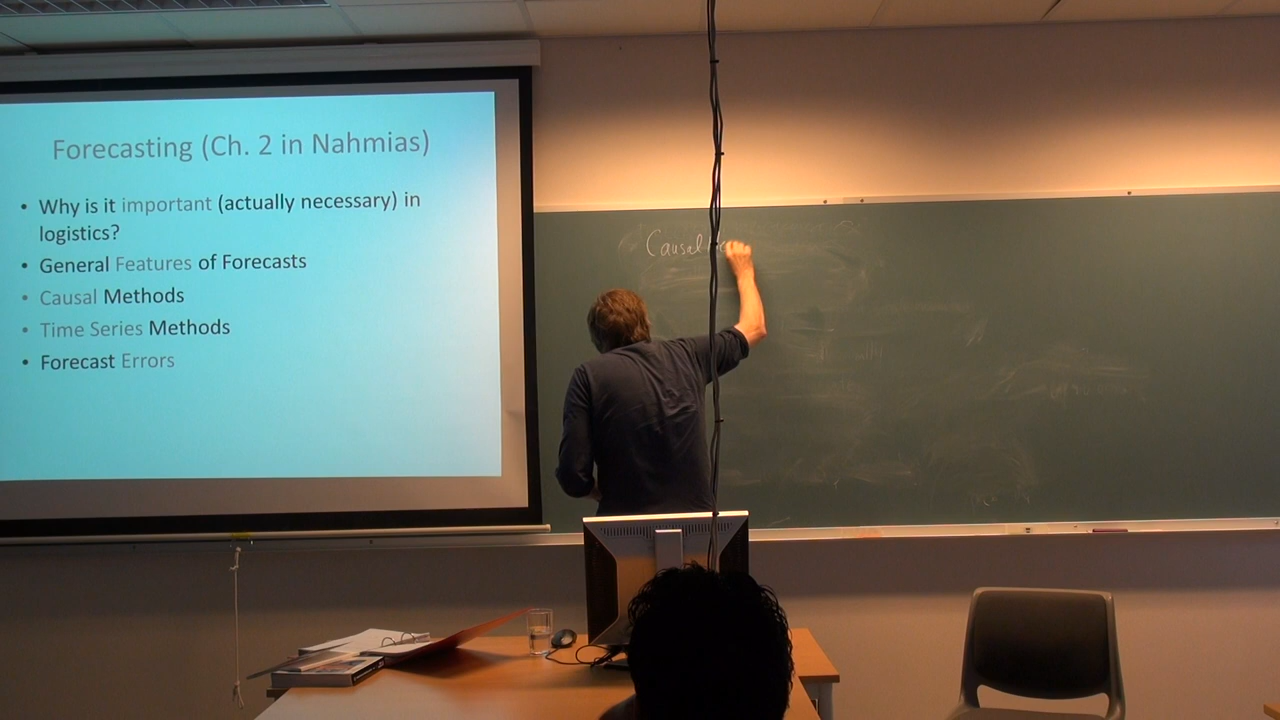 Forecasting (Ch. 2 in Nahmias)
• Why is it important (actually necessary) in
logistics?
• General Features of Forecasts
• Causal Methods
• Time Series Methods
• Forecast Errors
Causal